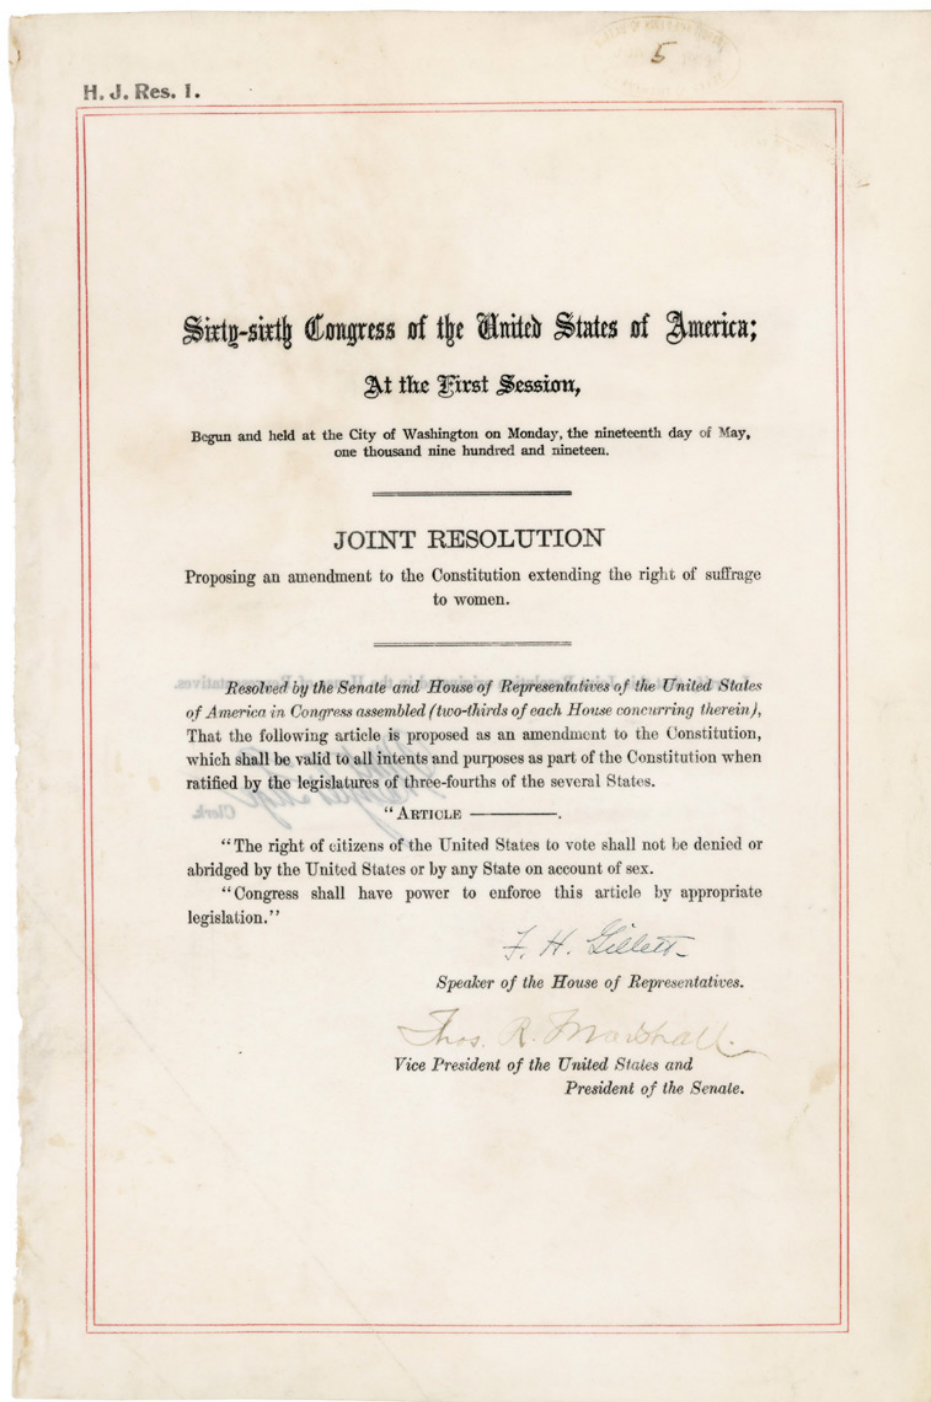 5
H. J. Res. 1.
Sixty-sixth Congress of the United States of America;
At the First Session,
Begun and held at the City of Washington on Monday, the nineteenth day of May,
one thousand nine hundred and nineteen.
JOINT RESOLUTION
Proposing an amendment to the Constitution extending the right of suffrage
to women.
Resolved by the Senate and House of Representatives of the United States
of America in Congress assembled (two-thirds of each House concurring therein),
That the following article is proposed as an amendment to the Constitution,
which shall be valid to all intents and purposes as part of the Constitution when
ratified by the legislatures of three-fourths of the several States.
"ARTICLE ————.
"The right of citizens of the United States to vote shall not be denied or
abridged by the United States or by any State on account of sex.
"Congress shall have power to enforce this article by appropriate
legislation."
F. H. Gillett
Speaker of the House of Representatives.
Thos. R. Marshall.
Vice President of the United States and
President of the Senate.